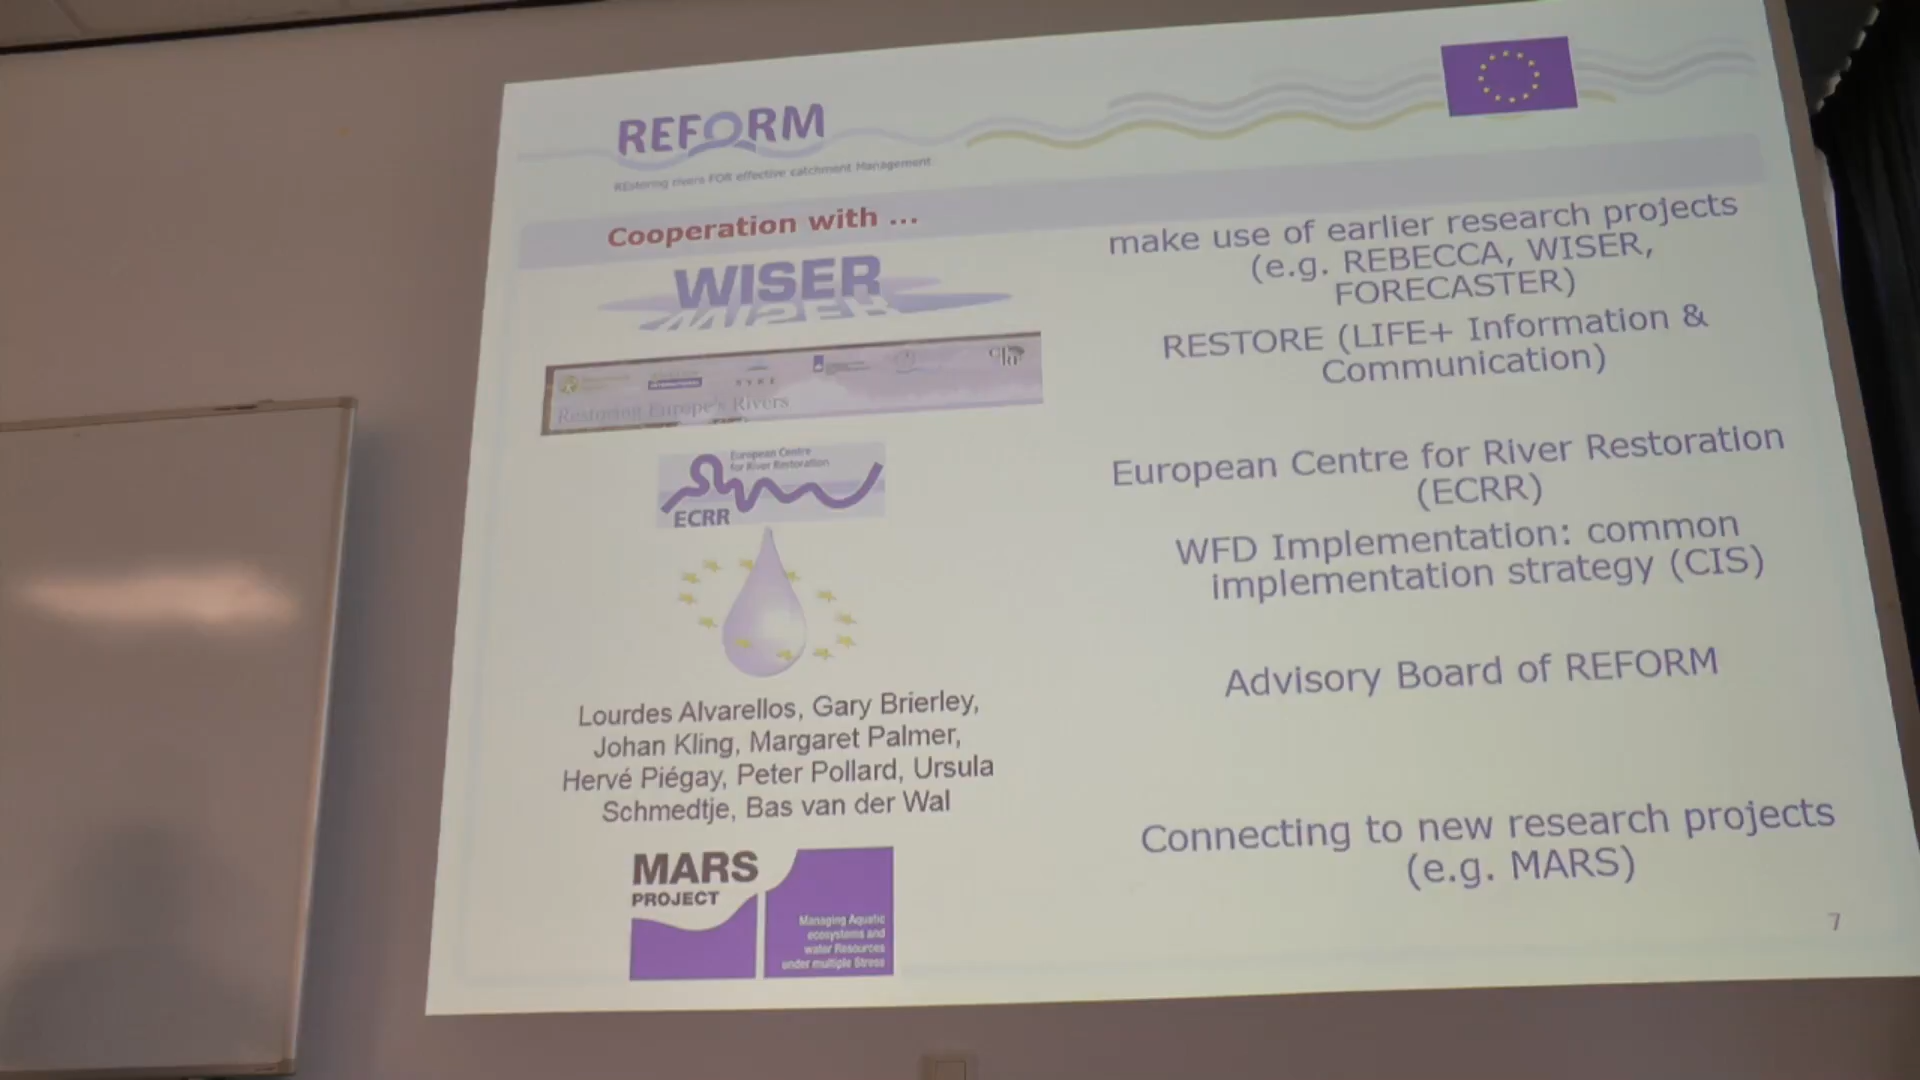 REFORM
REstoring rivers FOR effective catchment Management
Cooperation with ...
WISER
make use of earlier research projects
(e.g. REBECCA, WISER,
FORECASTER)
Restoring Europe's Rivers
RESTORE (LIFE+ Information &
Communication)
European Centre
for River Restoration
ECRR
European Centre for River Restoration
(ECRR)
WFD Implementation: common
implementation strategy (CIS)
Lourdes Alvarellos, Gary Brierley,
Johan Kling, Margaret Palmer,
Hervé Piégay, Peter Pollard, Ursula
Schmedtje, Bas van der Wal
Advisory Board of REFORM
MARS
PROJECT
Managing Aquatic
ecosystems and
water Resources
under multiple Stress
Connecting to new research projects
(e.g. MARS)
7